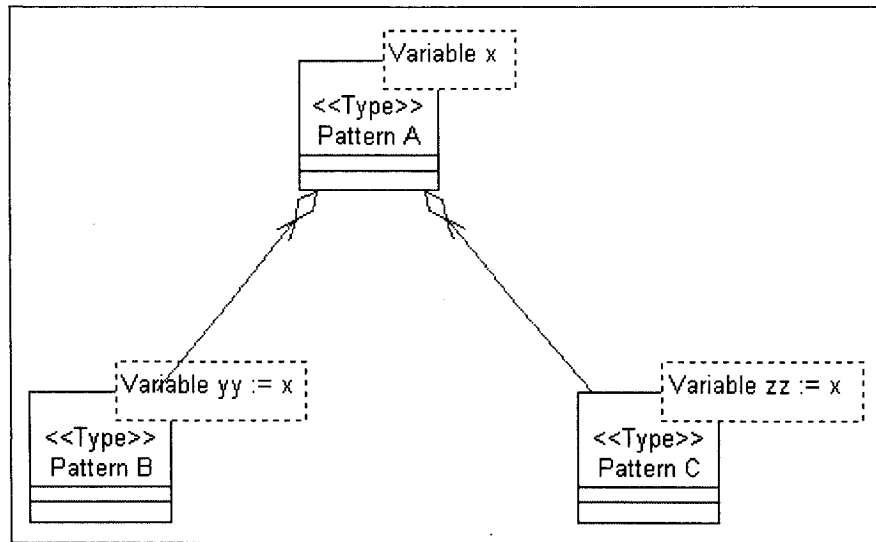 Variable x
<<Type>>
Pattern A
Variable yy := x
<<Type>>
Pattern B
Variable zz := x
<<Type>>
Pattern C